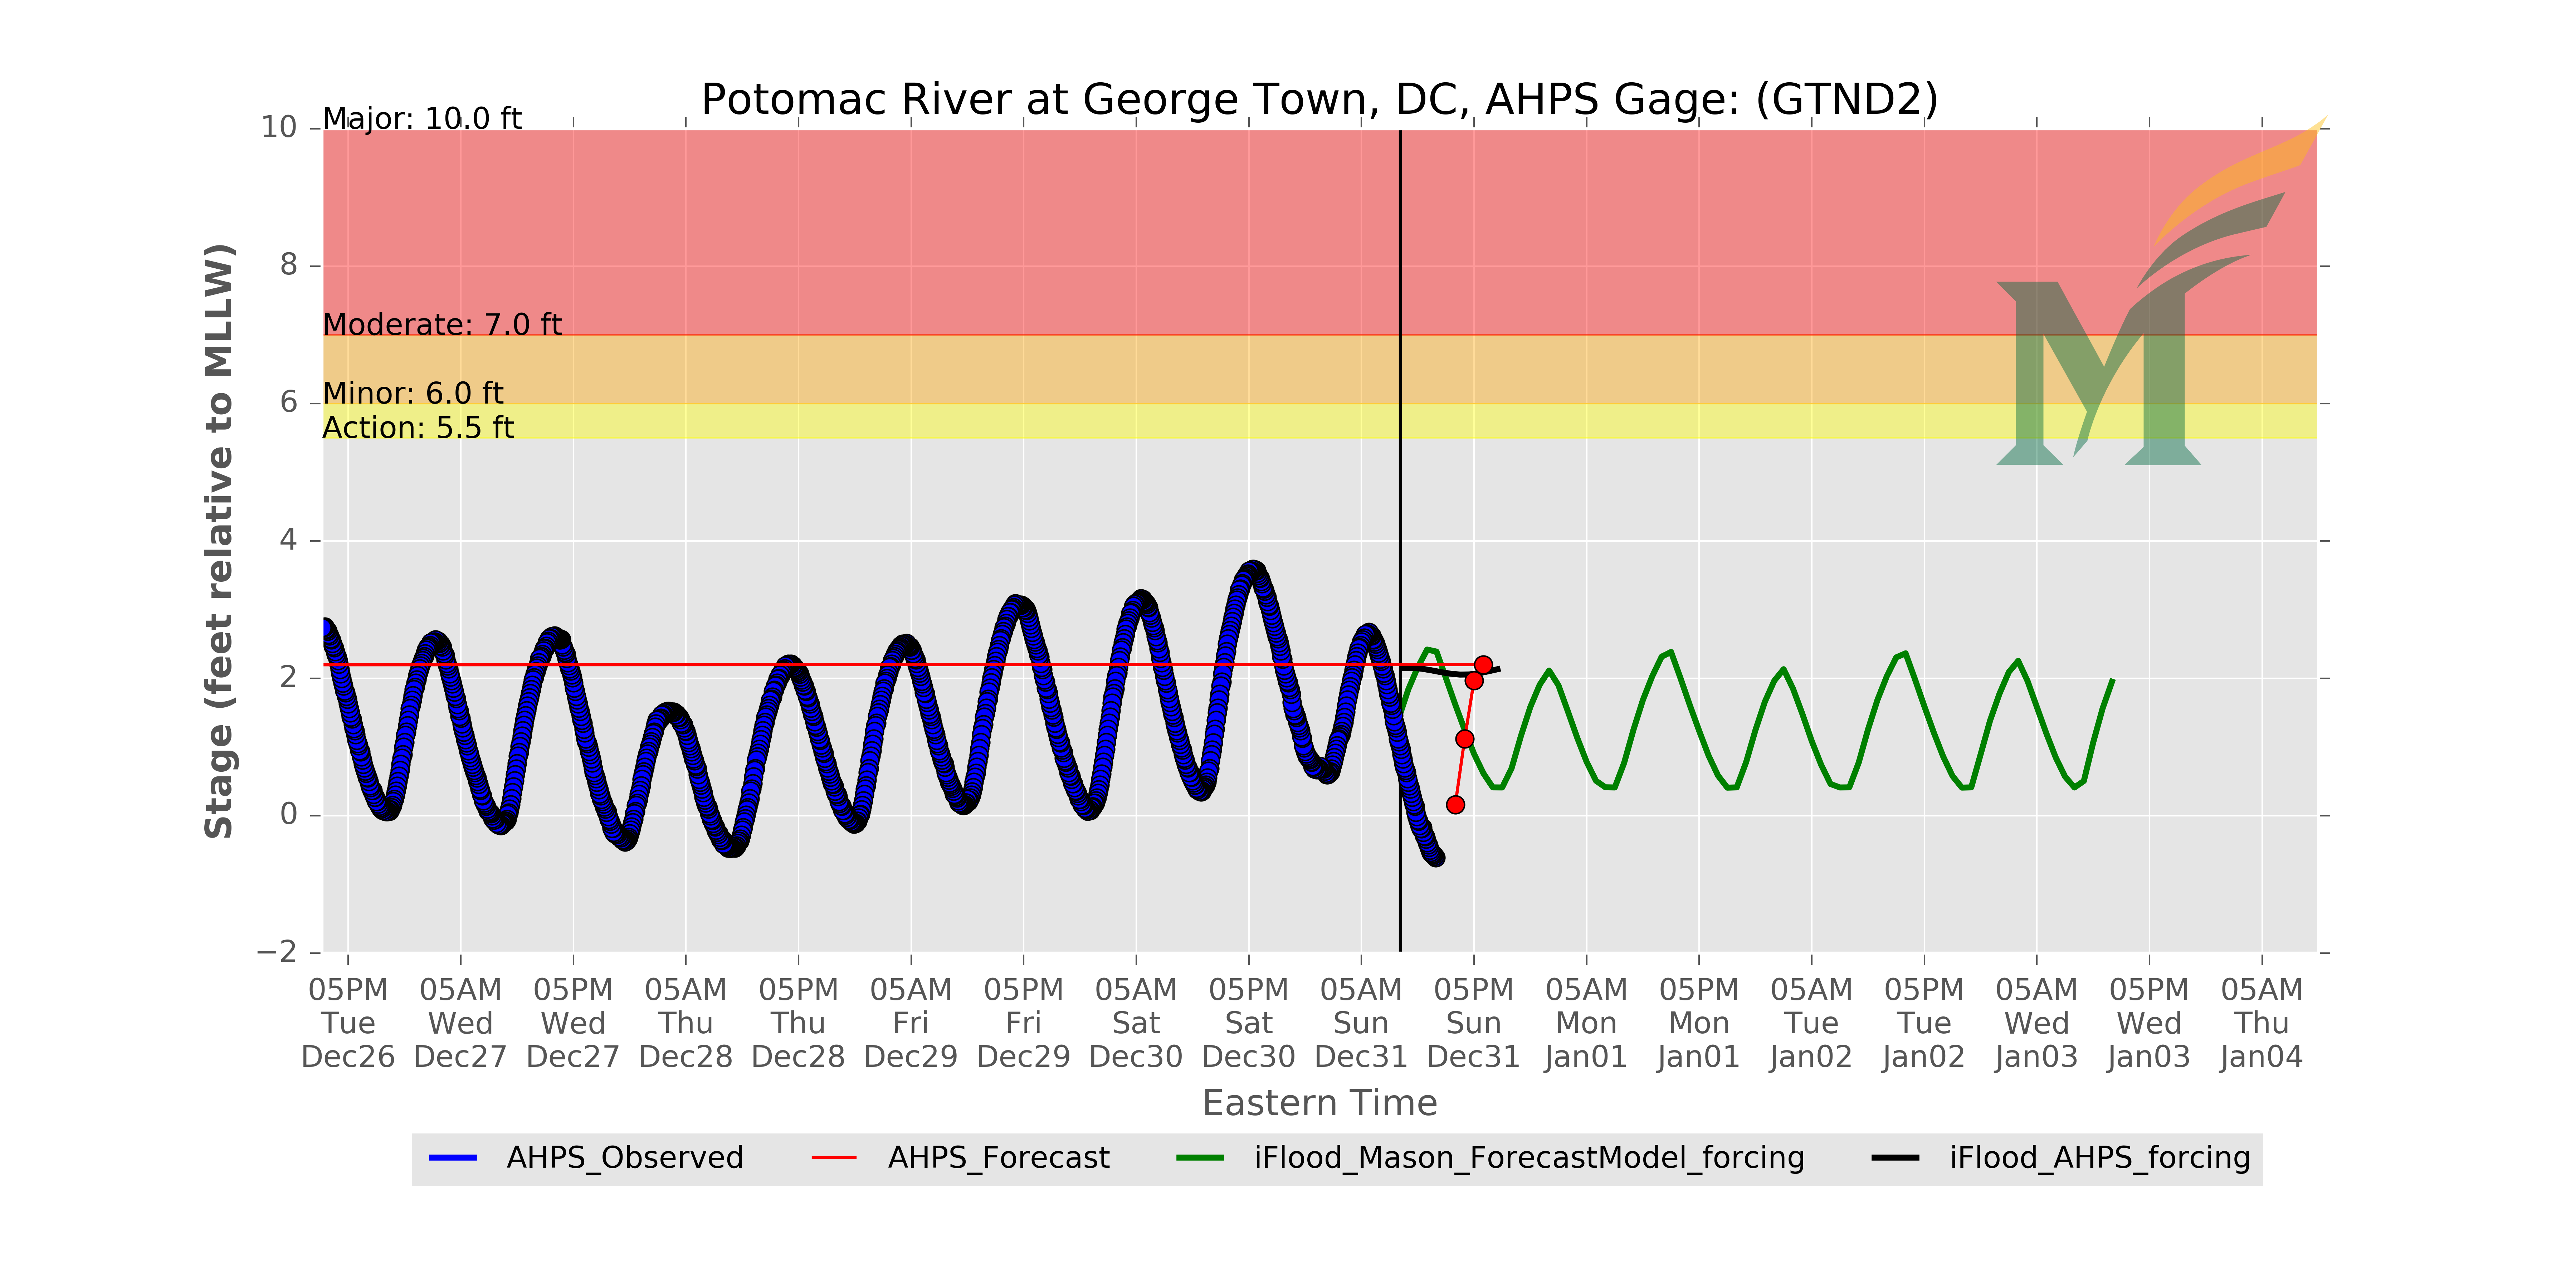 Potomac River at George Town, DC, AHPS Gage: (GTND2)
Major: 10.0 ft
Moderate: 7.0 ft
Minor: 6.0 ft
Action: 5.5 ft
Stage (feet relative to MLLW)
10
8
6
4
2
0
−2
05PM 05AM 05PM 05AM 05PM 05AM 05PM 05AM 05PM 05AM 05PM 05AM 05PM 05AM 05PM 05AM 05PM 05AM
Tue Wed Wed Thu Thu Fri Fri Sat Sat Sun Sun Mon Mon Tue Tue Wed Wed Thu
Dec26 Dec27 Dec27 Dec28 Dec28 Dec29 Dec29 Dec30 Dec30 Dec31 Dec31 Jan01 Jan01 Jan02 Jan02 Jan03 Jan03 Jan04
Eastern Time
AHPS_Observed AHPS_Forecast iFlood_Mason_ForecastModel_forcing iFlood_AHPS_forcing